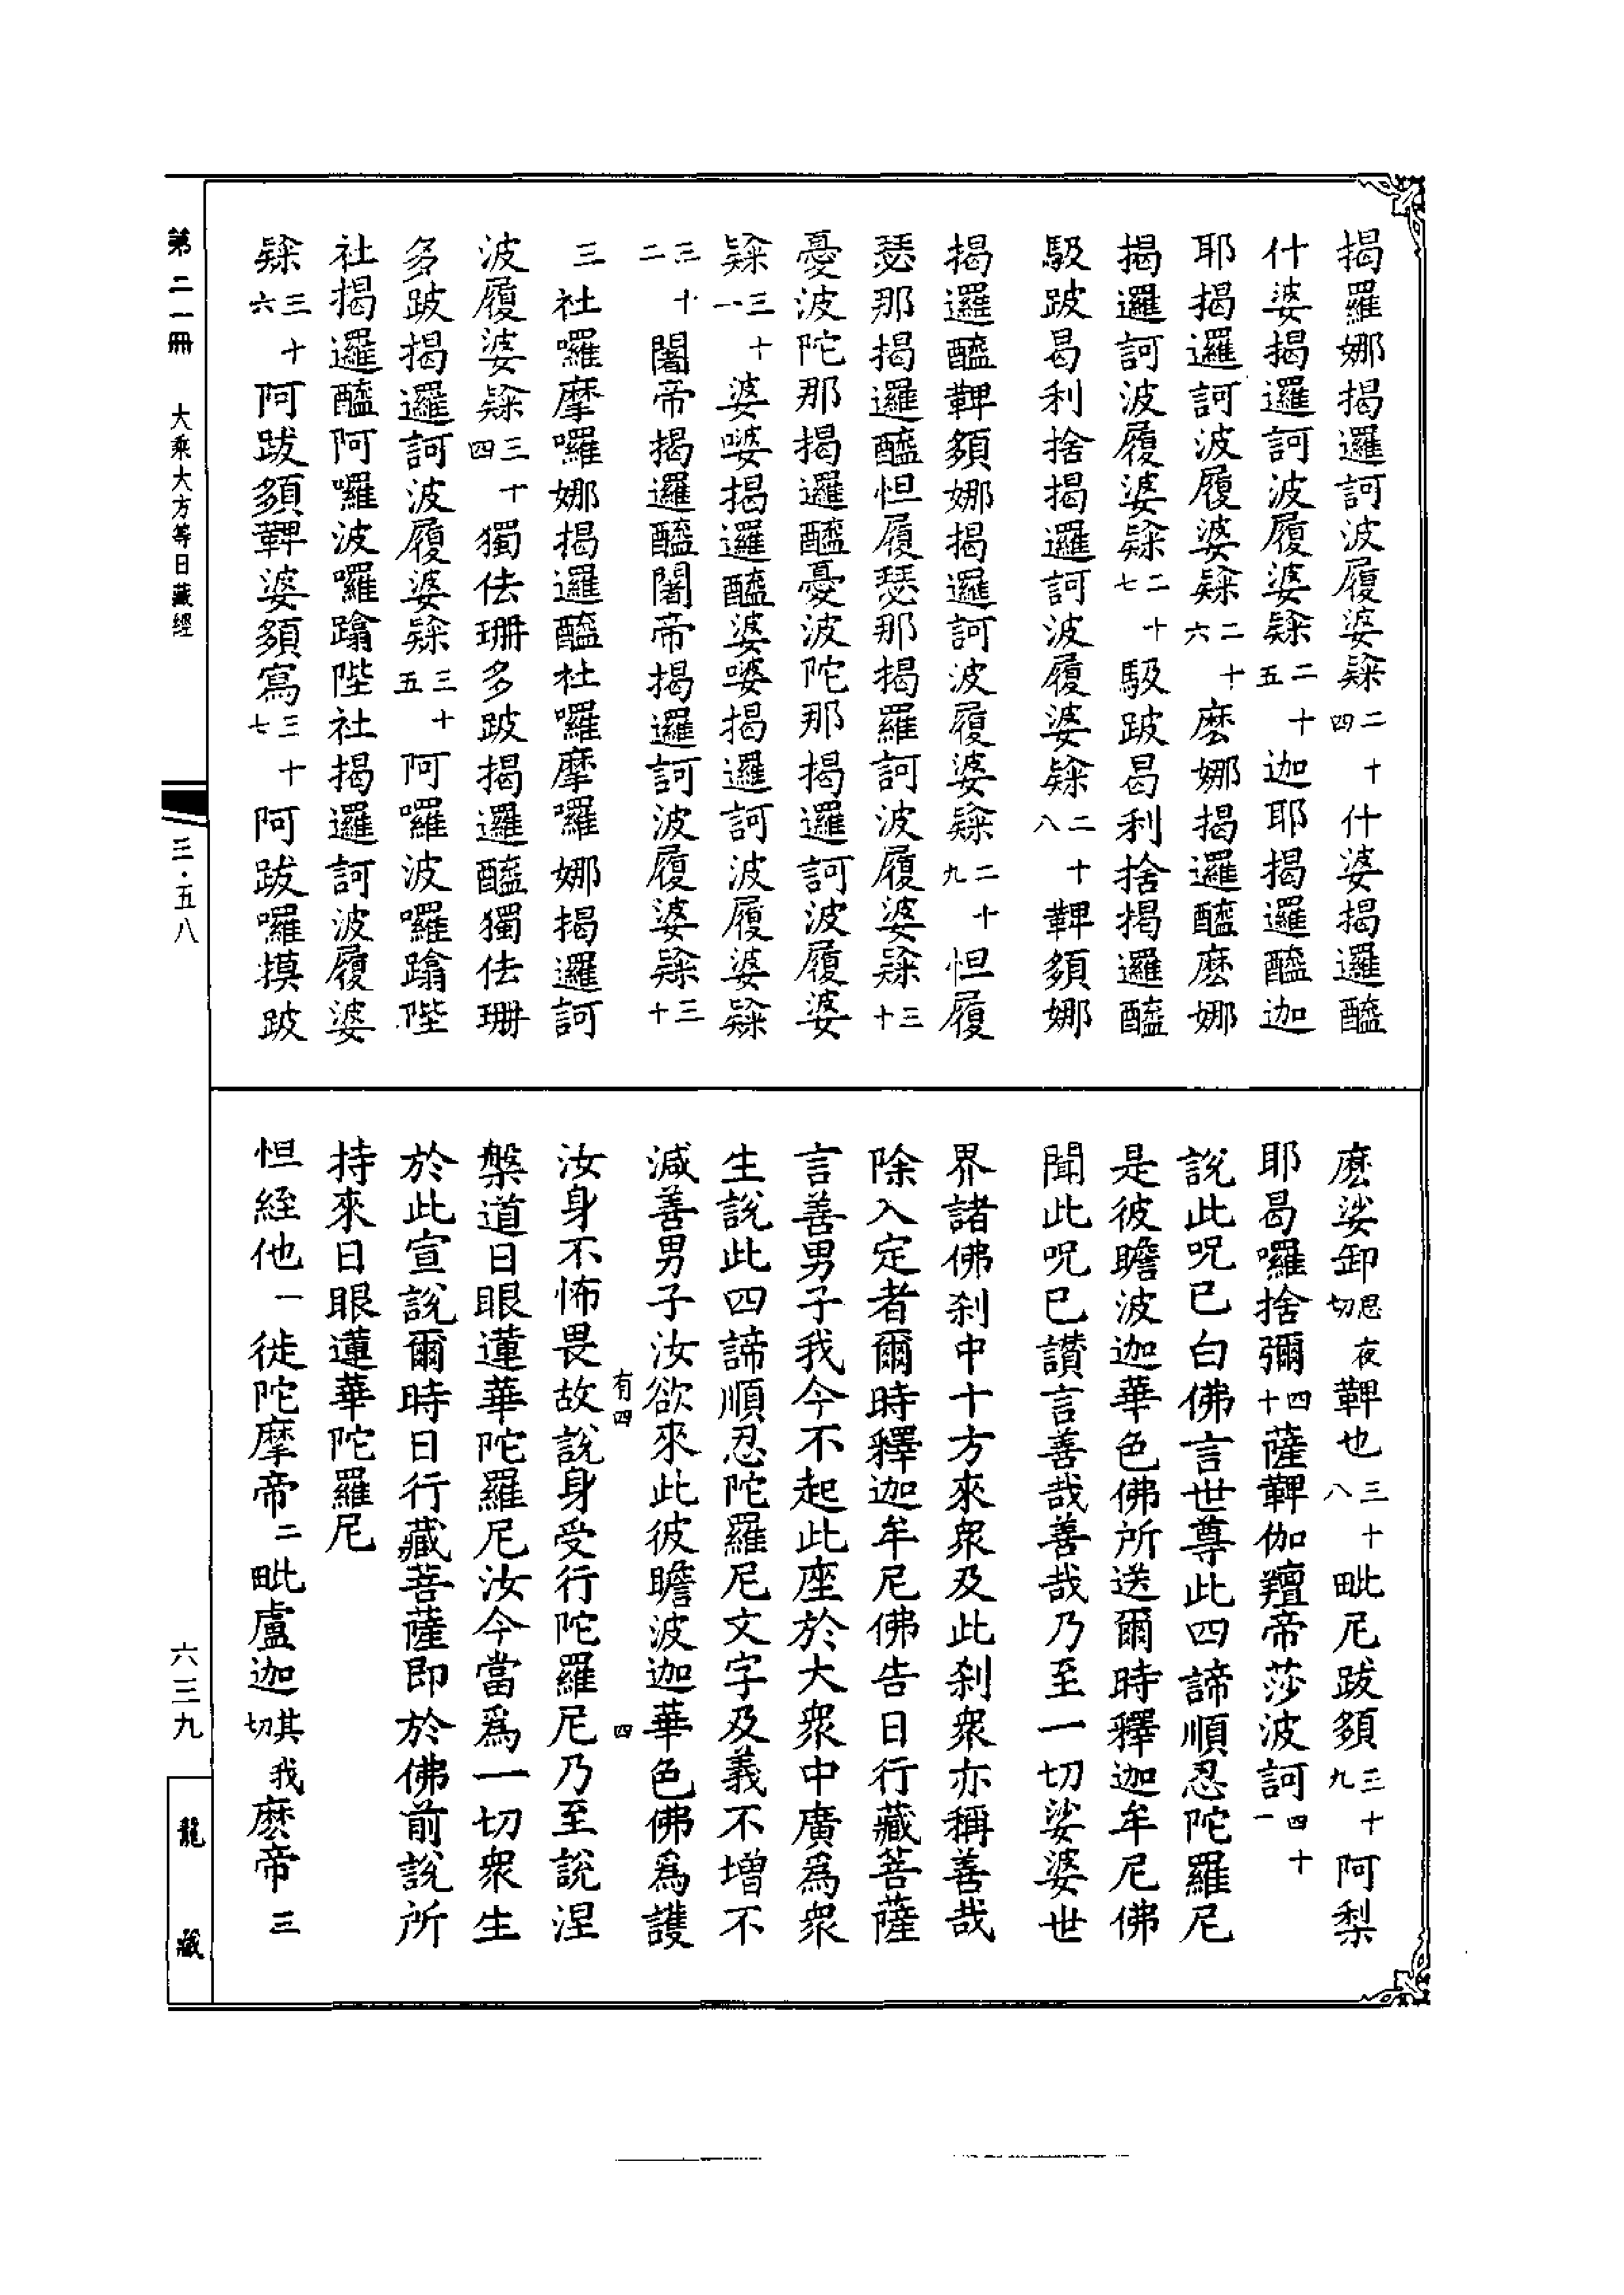 揭羅娜揭邏訶波履婆㝹二十四什婆揭邏醯
什婆揭邏訶波履婆㝹二十五迦耶揭邏醯迦
耶揭邏訶波履婆㝹二十六麽娜揭邏醯麽娜
揭邏訶波履婆㝹二十七馺跛曷利捨揭邏醯
馺跛曷利捨揭邏訶波履婆㝹二十八鞞頞娜
揭邏醯鞞頞娜揭邏訶波履婆㝹二十九怛履
瑟那揭邏醯怛履瑟那揭羅訶波履婆㝹三十
憂波陀那揭邏醯憂波陀那揭邏訶波履婆
㝹三十一婆嘙揭邏醯婆嘙揭邏訶波履婆㝹
三十二闍帝揭邏醯闍帝揭邏訶波履婆㝹三十
三社囉摩囉娜揭邏醯社囉摩囉娜揭邏訶
波履婆㝹三十四獨佉珊多跛揭邏醯獨佉珊
多跛揭邏訶波履婆㝹三十五阿囉波囉蹹陛
社揭邏醯阿囉波囉蹹陛社揭邏訶波履婆
㝹三十六阿跋頞鞞婆頞寫三十七阿跋囉摸跛
麽娑卸思夜切鞞也三十八毗尼跋頞三十九阿梨
耶曷囉捨彌四十薩鞞伽羶帝莎波訶四十一
說此呪已白佛言世尊此四諦順忍陀羅尼
是彼瞻波迦華色佛所送爾時釋迦牟尼佛
聞此呪已讚言善哉善哉乃至一切娑婆世
界諸佛剎中十方來衆及此剎衆亦稱善哉
除入定者爾時釋迦牟尼佛告日行藏菩薩
言善男子我今不起此座於大衆中廣爲衆
生說此四諦順忍陀羅尼文字及義不增不
減善男子汝欲來此彼瞻波迦華色佛爲護
有四 四
汝身不怖畏故說身受行陀羅尼乃至說涅
槃道日眼蓮華陀羅尼汝今當爲一切衆生
於此宣說爾時日行藏菩薩即於佛前說所
持來日眼蓮華陀羅尼
怛絰他一徙陀摩帝二毗盧迦其我切麽帝三
第二一冊 大乘大方等日藏經
三·五八
六三九
龍藏